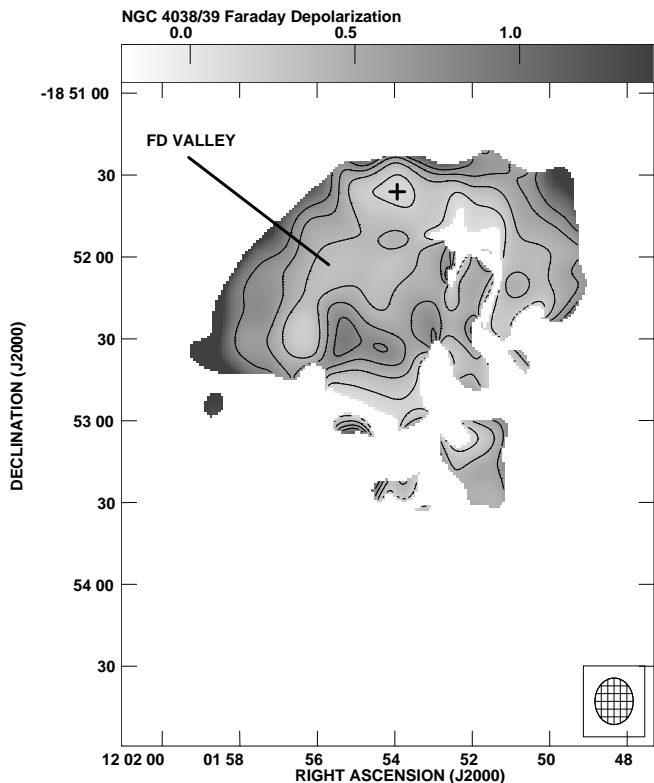 NGC 4038/39 Faraday Depolarization
0.0 0.5 1.0
-18 51 00
FD VALLEY
30
52 00
30
53 00
30
54 00
30
DECLINATION (J2000)
12 02 00 01 58 56 54 52 50 48
RIGHT ASCENSION (J2000)